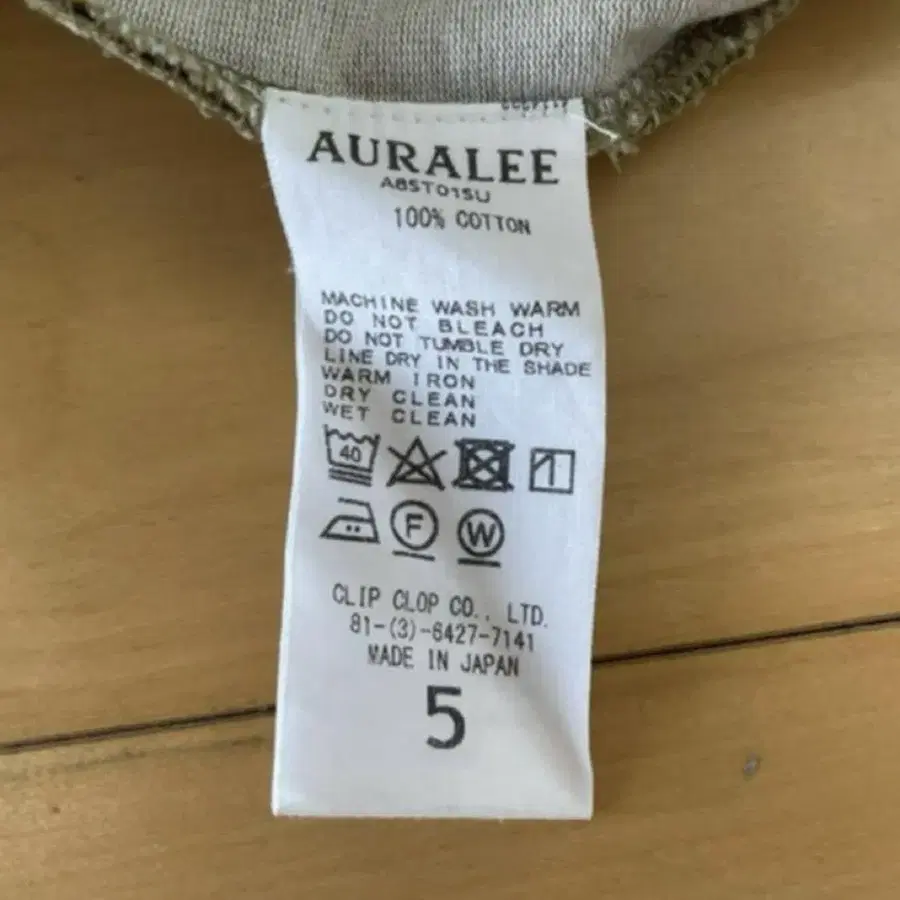 AURALEE
A8ST01SU
100% COTTON
MACHINE WASH WARM
DO NOT BLEACH
DO NOT TUMBLE DRY
LINE DRY IN THE SHADE
WARM IRON
DRY CLEAN
WET CLEAN
40
F W
CLIP CLOP CO., LTD.
81-(3)-6427-7141
MADE IN JAPAN
5